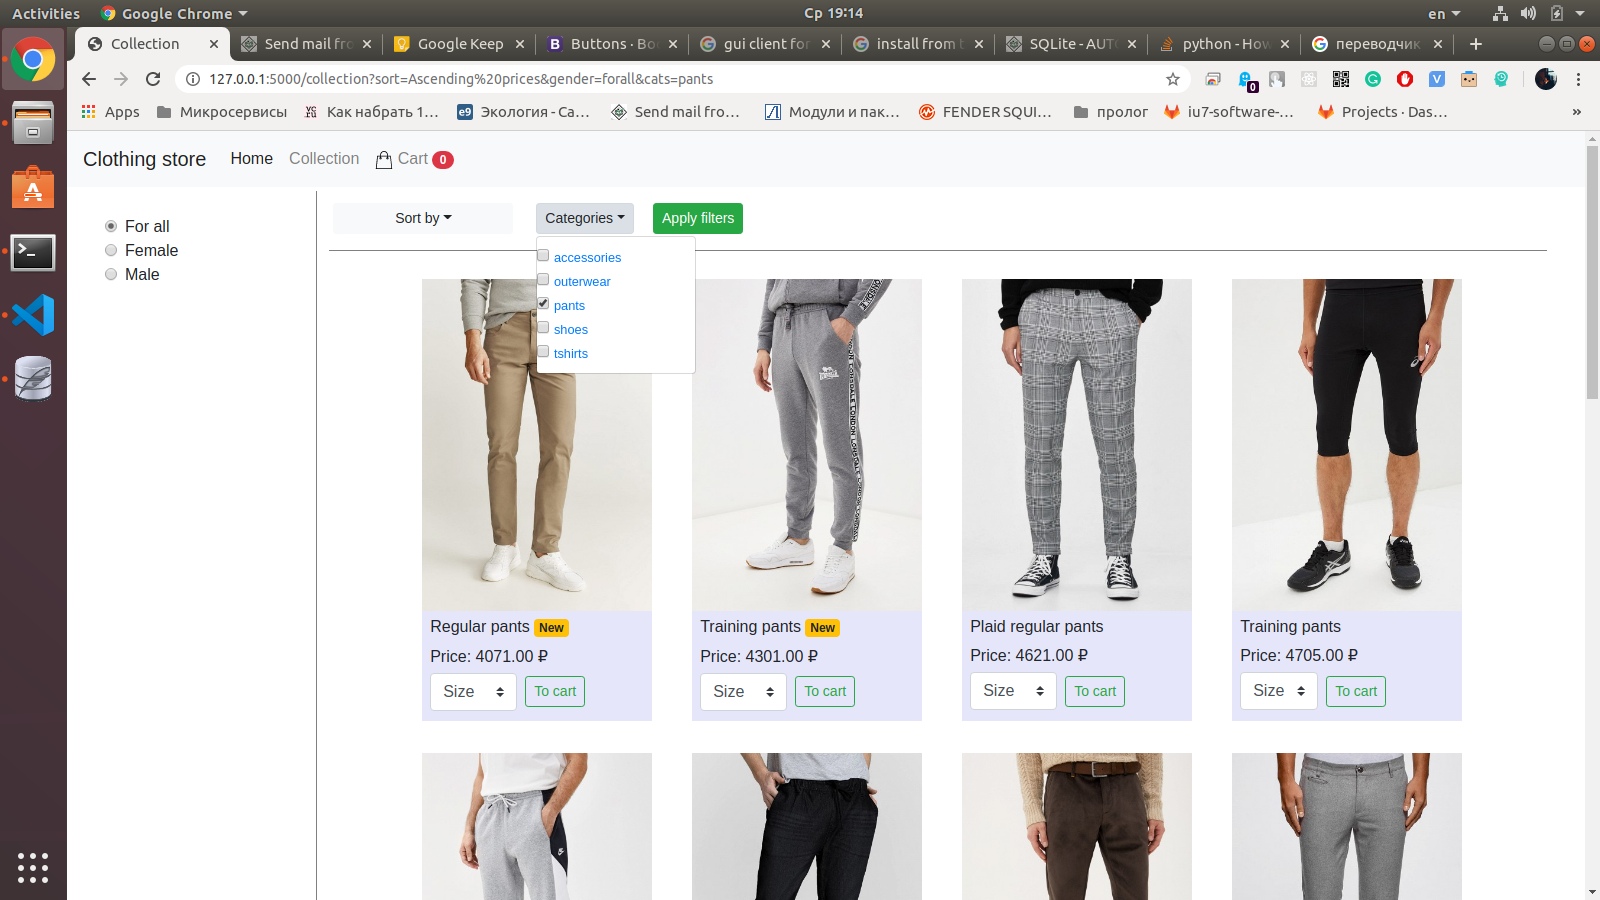 Activities
Google Chrome
Ср 19:14
en
Collection
Send mail fro
Google Keep
Buttons · Bo
gui client for
install from t
SQLite - AUT
python - How
переводчик
127.0.0.1:5000/collection?sort=Ascending%20prices&gender=forall&cats=pants
0
Apps
Микросервисы
Как набрать 1…
Экология - Са…
Send mail fro…
Модули и пак…
FENDER SQUI…
пролог
iu7-software-…
Projects · Das…
»
Clothing store
Home
Collection
Cart 0
For all
Female
Male
Sort by
Categories
Apply filters
accessories
outerwear
pants
shoes
tshirts
Regular pants New
Price: 4071.00 ₽
Size
To cart
Training pants New
Price: 4301.00 ₽
Size
To cart
Plaid regular pants
Price: 4621.00 ₽
Size
To cart
Training pants
Price: 4705.00 ₽
Size
To cart